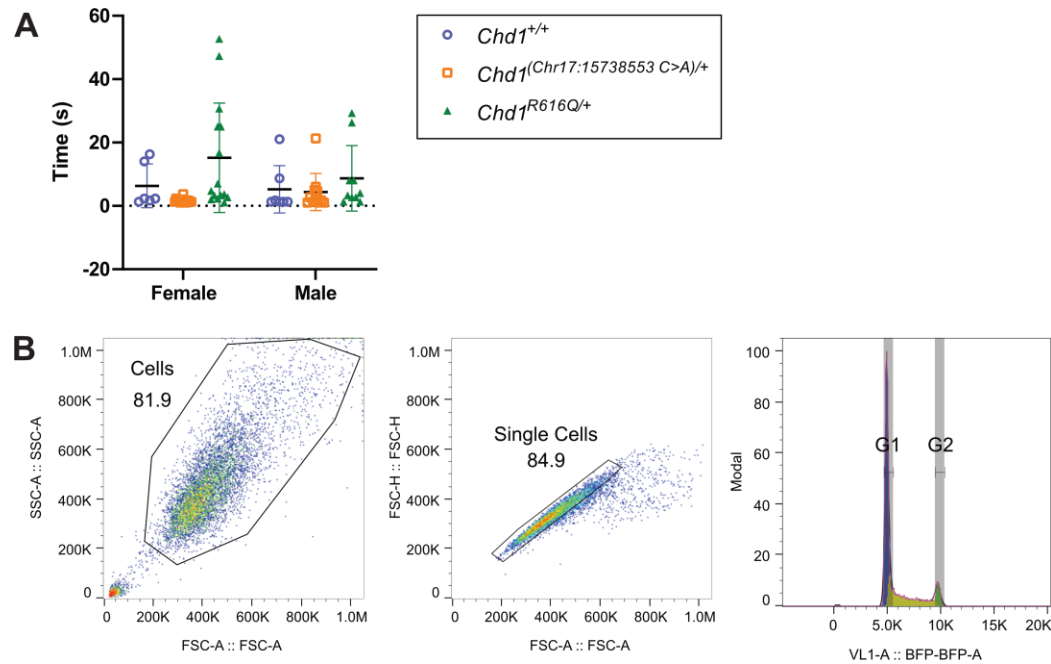 A
60
40
20
0
-20
Time (s)
Female
Male
Chd1+/+
Chd1(Chr17:15738553 C>A)/+
Chd1R616Q/+
B
1.0M
800K
600K
400K
200K
0
SSC-A :: SSC-A
Cells
81.9
0
200K
400K
600K
800K
1.0M
FSC-A :: FSC-A
1.0M
800K
600K
400K
200K
0
FSC-H :: FSC-H
Single Cells
84.9
0
200K
400K
600K
800K
1.0M
FSC-A :: FSC-A
100
80
60
40
20
0
Modal
G1
G2
0
5.0K
10K
15K
20K
VL1-A :: BFP-BFP-A